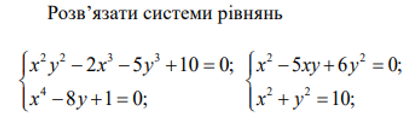 Розв’язати системи рівнянь
{x²y² − 2x³ − 5y³ + 10 = 0; {x² − 5xy + 6y² = 0;
{x⁴ − 8y + 1 = 0; {x² + y² = 10;